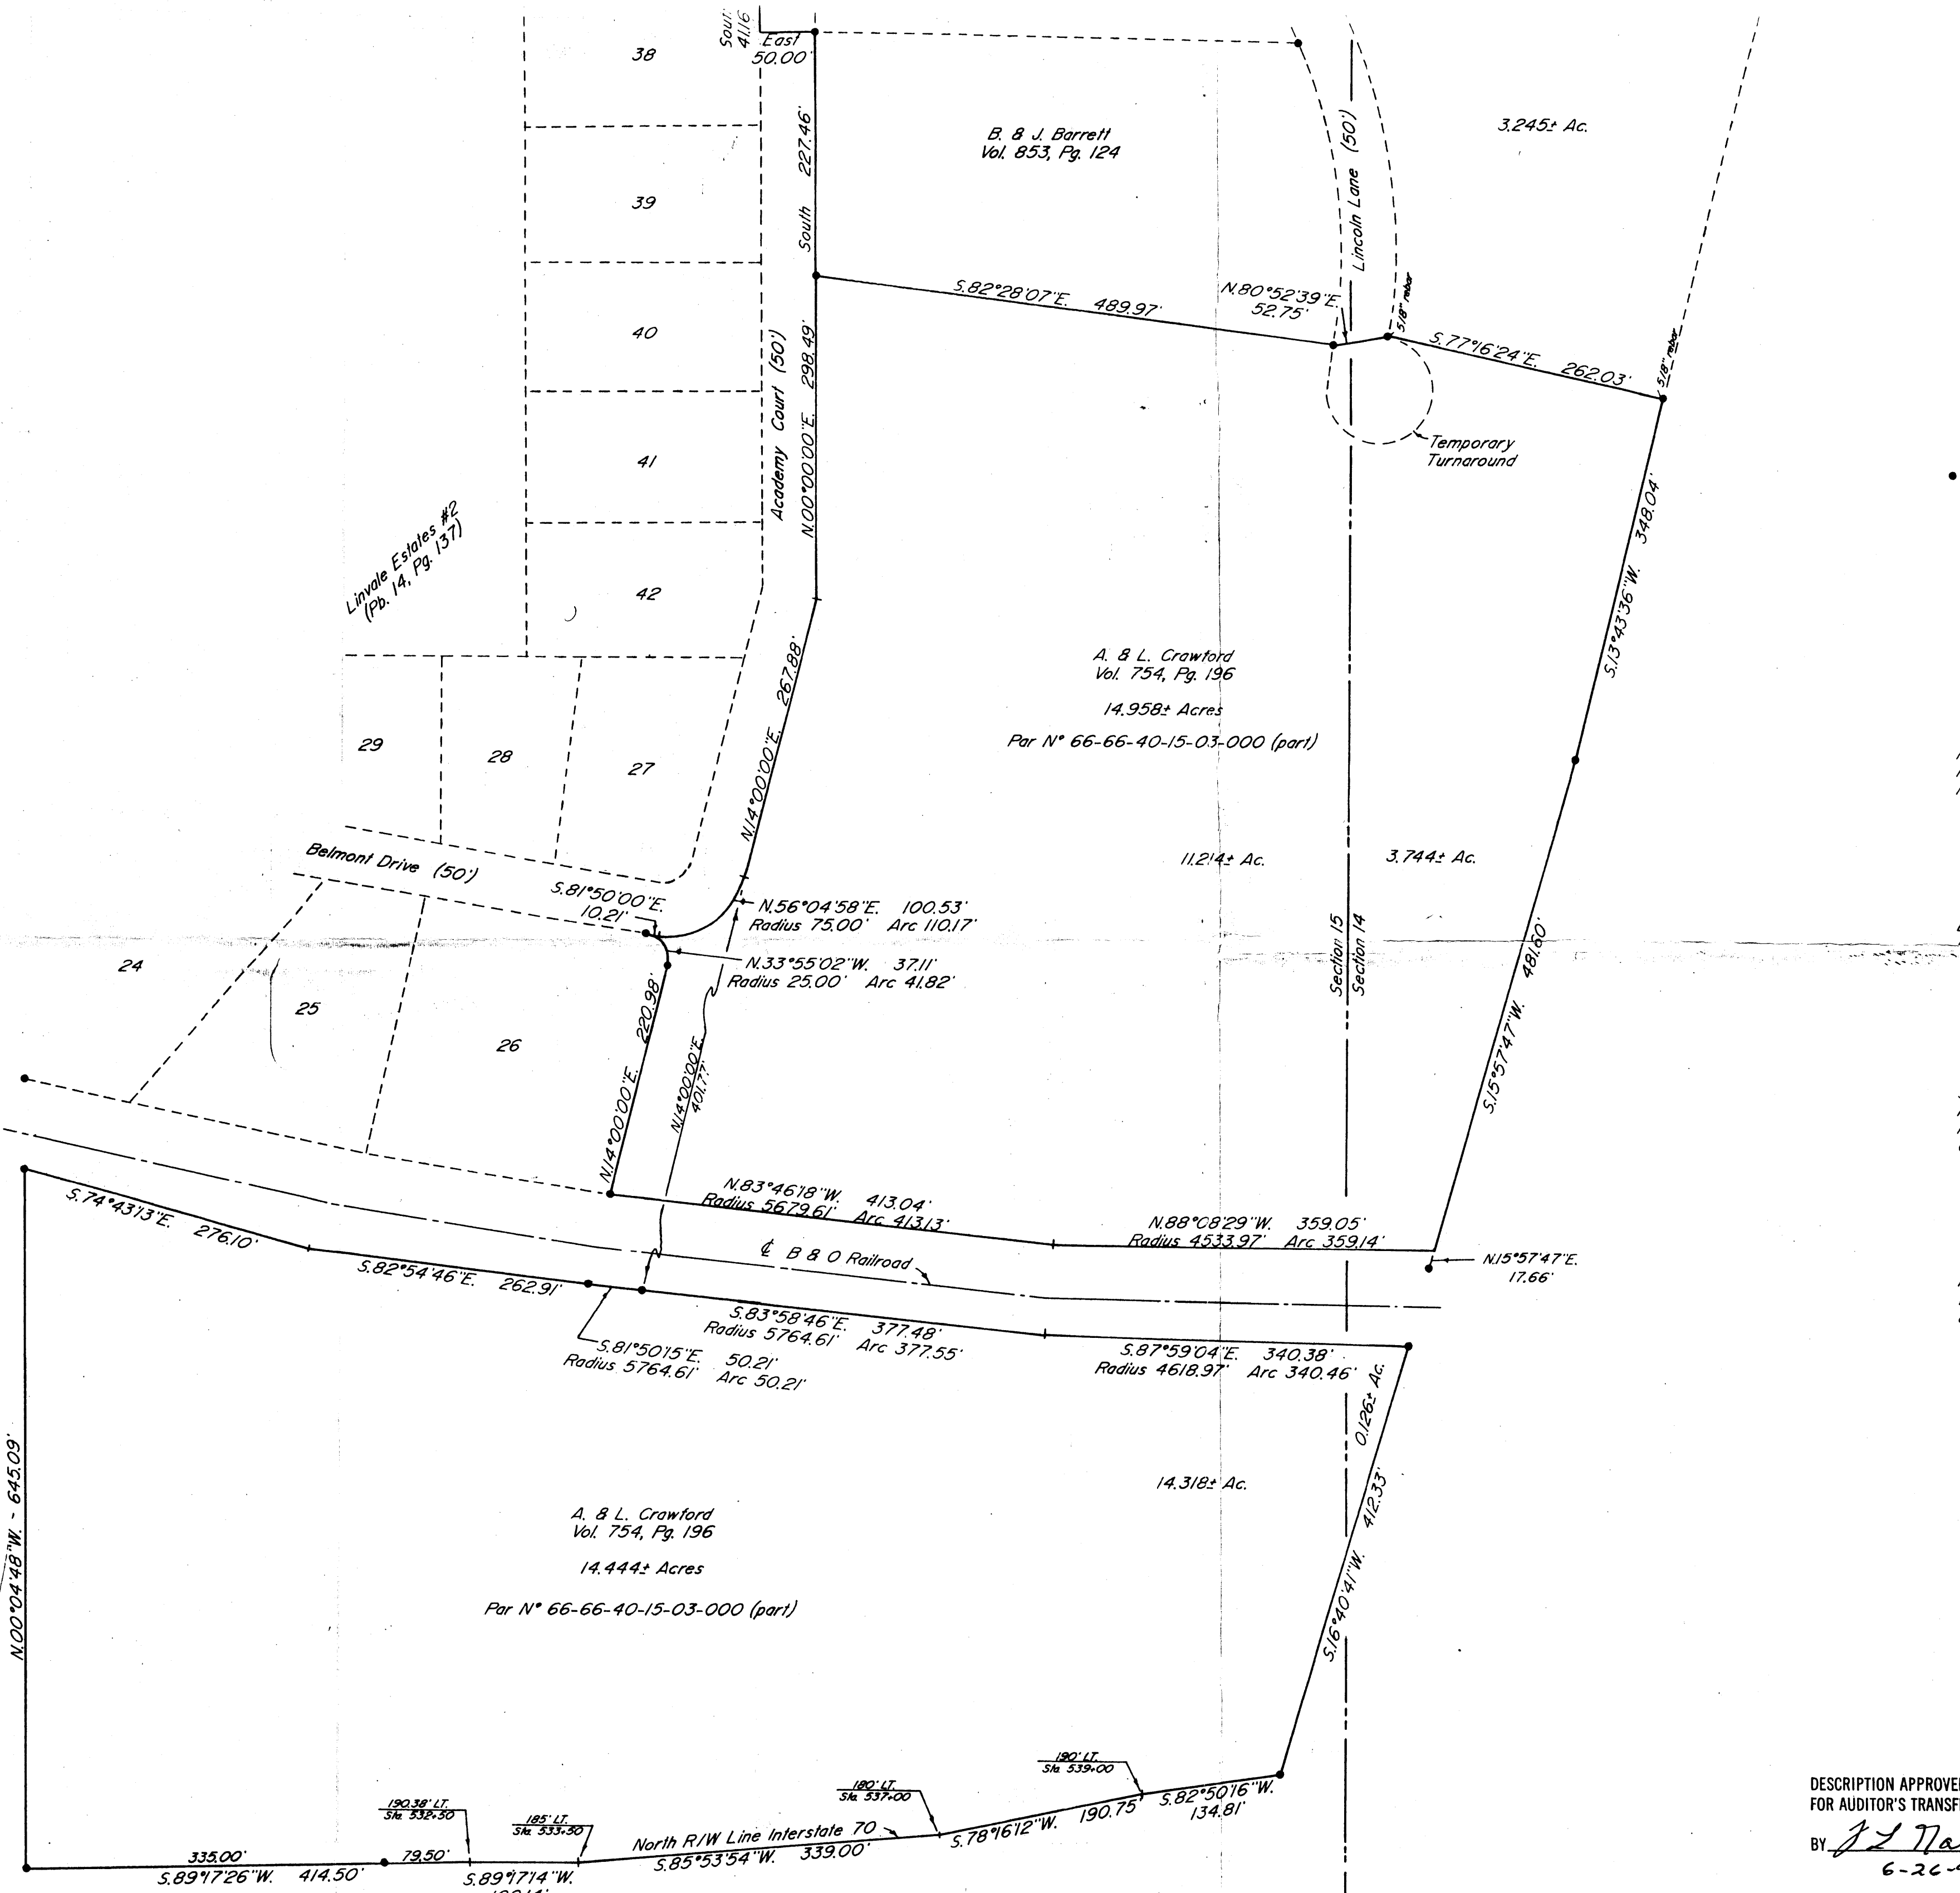 38
41.16
East
50.00'
South 227.46'
B. & J. Barrett
Vol. 853, Pg. 124
Lincoln Lane (50')
3.245± Ac.
39
S.82°28'07"E. 489.97'
N.80°52'39"E.
52.75'
5/8" rebar
S.77°16'24"E. 262.03'
5/8" rebar
40
Academy Court (50')
N.00°00'00"E. 298.49'
Temporary
Turnaround
41
Linvale Estates #2
(Pb. 14, Pg. 137)
42
S.13°43'36"W. 348.04'
A. & L. Crawford
Vol. 754, Pg. 196
14.958± Acres
Par Nº 66-66-40-15-03-000 (part)
N.14°00'00"E. 267.88'
29
28
27
Belmont Drive (50')
11.214± Ac.
3.744± Ac.
S.81°50'00"E.
10.21'
N.56°04'58"E. 100.53'
Radius 75.00' Arc 110.17'
N.33°55'02"W. 37.11'
Radius 25.00' Arc 41.82'
Section 15
Section 14
24
25
26
N.14°00'00"E. 220.98'
N.14°00'00"E.
401.77'
S.15°57'47"W. 481.60'
S.74°43'13"E. 276.10'
N.83°46'18"W. 413.04'
Radius 5679.61' Arc 413.13'
N.88°08'29"W. 359.05'
Radius 4533.97' Arc 359.14'
N.15°57'47"E.
17.66'
℄ B & O Railroad
S.82°54'46"E. 262.91'
S.83°58'46"E. 377.48'
Radius 5764.61' Arc 377.55'
S.81°50'15"E. 50.21'
Radius 5764.61' Arc 50.21'
S.87°59'04"E. 340.38'
Radius 4618.97' Arc 340.46'
0.126± Ac.
N.00°04'48"W. - 645.09'
14.318± Ac.
A. & L. Crawford
Vol. 754, Pg. 196
14.444± Acres
Par Nº 66-66-40-15-03-000 (part)
S.16°40'41"W. 412.33'
190' LT.
Sta. 539+00
180' LT.
Sta. 537+00
190.38' LT.
Sta. 532+50
185' LT.
Sta. 533+50
S.82°50'16"W.
134.81'
S.78°16'12"W. 190.75'
North R/W Line Interstate 70
S.85°53'54"W. 339.00'
335.00'
79.50'
S.89°17'26"W. 414.50'
S.89°17'14"W.
DESCRIPTION APPROVE
FOR AUDITOR'S TRANSF
BY
6-26-